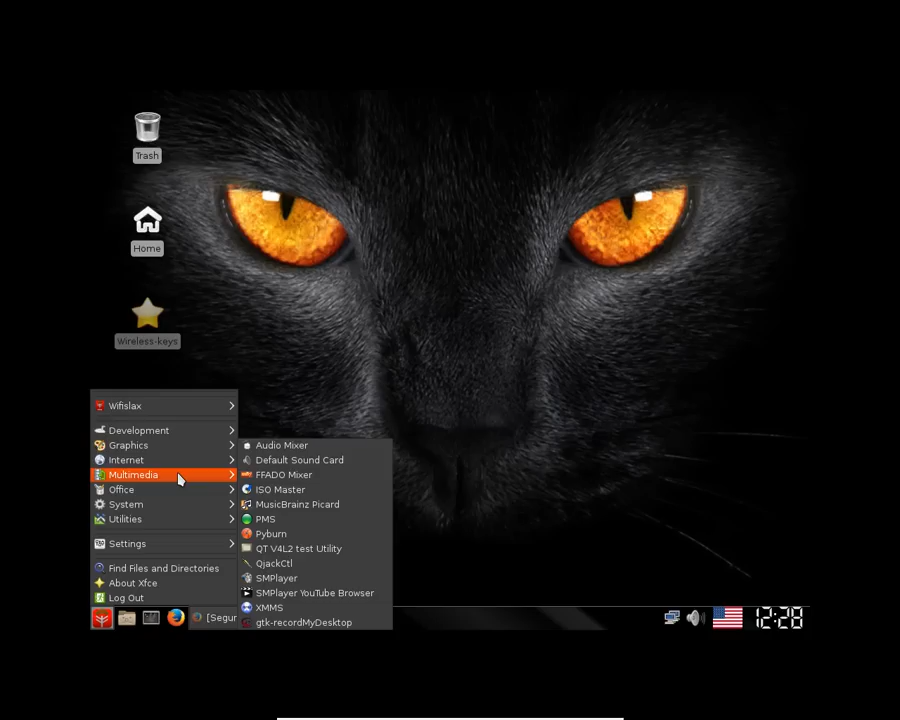 Trash
Home
Wireless-keys
Wifislax
Development
Graphics
Internet
Multimedia
Office
System
Utilities
Settings
Find Files and Directories
About Xfce
Log Out
Audio Mixer
Default Sound Card
FFADO Mixer
ISO Master
MusicBrainz Picard
PMS
Pyburn
QT V4L2 test Utility
QjackCtl
SMPlayer
SMPlayer YouTube Browser
XMMS
gtk-recordMyDesktop
[Segur
12:28